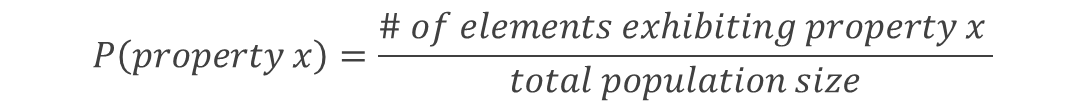 P(property x) = # of elements exhibiting property x / total population size